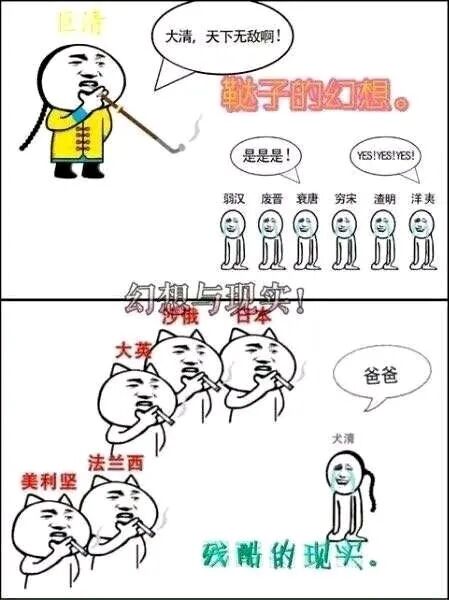 巨清
大清，天下无敌啊！
鞑子的幻想。
是是是！
YES!YES!YES!
弱汉 废晋 衰唐 穷宋 渣明 洋夷
幻想与现实！
沙俄 日本
大英
爸爸
犬清
法兰西
美利坚
残酷的现实。